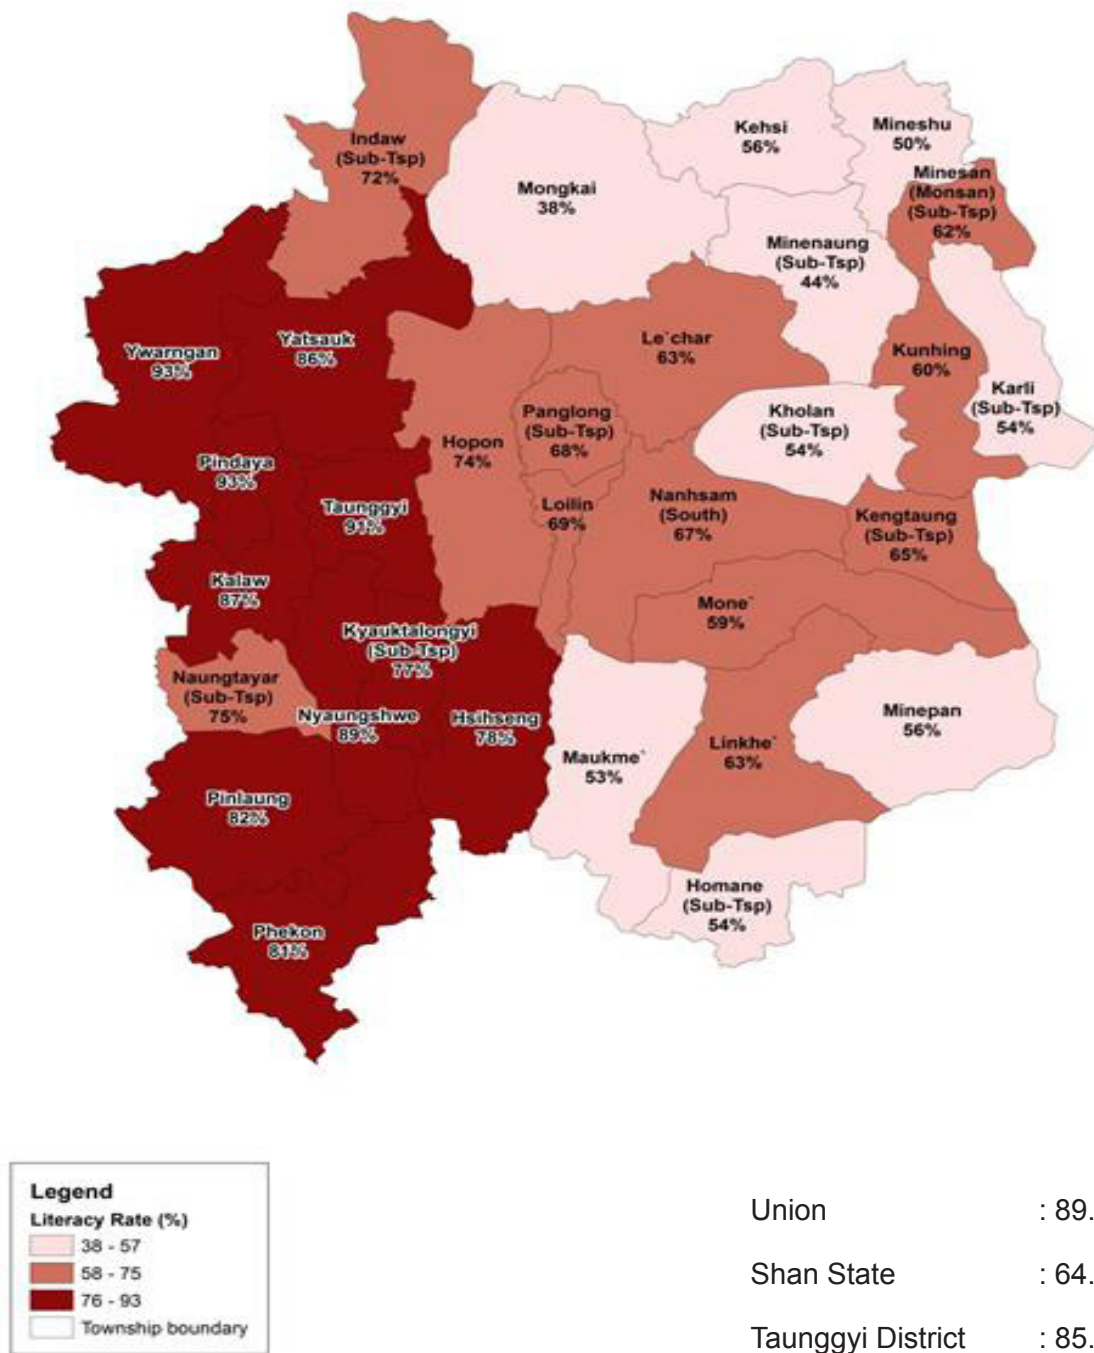 Indaw
(Sub-Tsp)
72%
Mongkai
38%
Kehsi
56%
Mineshu
50%
Minesan
(Monsan)
(Sub-Tsp)
62%
Minenaung
(Sub-Tsp)
44%
Ywarngan
93%
Yatsauk
86%
Le`char
63%
Kunhing
60%
Karli
(Sub-Tsp)
54%
Panglong
(Sub-Tsp)
68%
Kholan
(Sub-Tsp)
54%
Hopon
74%
Pindaya
93%
Taunggyi
91%
Loilin
69%
Nanhsam
(South)
67%
Kengtaung
(Sub-Tsp)
65%
Kalaw
87%
Mone`
59%
Kyauktalongyi
(Sub-Tsp)
77%
Naungtayar
(Sub-Tsp)
75%
Nyaungshwe
89%
Hsihseng
78%
Maukme`
53%
Linkhe`
63%
Minepan
56%
Pinlaung
82%
Homane
(Sub-Tsp)
54%
Phekon
81%
Legend
Literacy Rate (%)
38 - 57
58 - 75
76 - 93
Township boundary
Union : 89.
Shan State : 64.
Taunggyi District : 85.